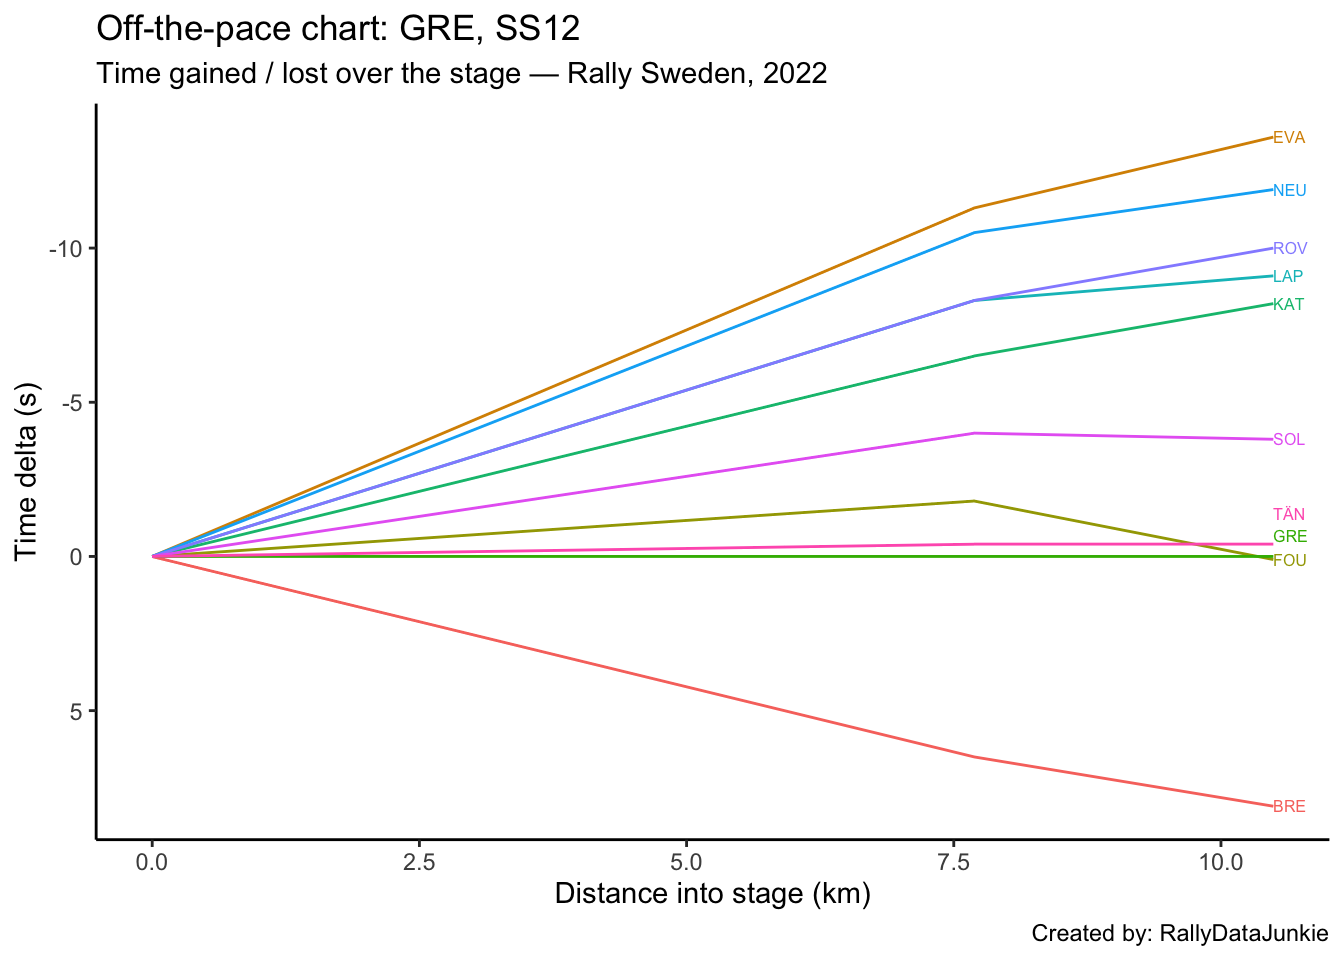 Off-the-pace chart: GRE, SS12
Time gained / lost over the stage — Rally Sweden, 2022
EVA
NEU
ROV
-10
LAP
KAT
-5
SOL
TÄN
GRE
0
FOU
5
BRE
Time delta (s)
0.0 2.5 5.0 7.5 10.0
Distance into stage (km)
Created by: RallyDataJunkie